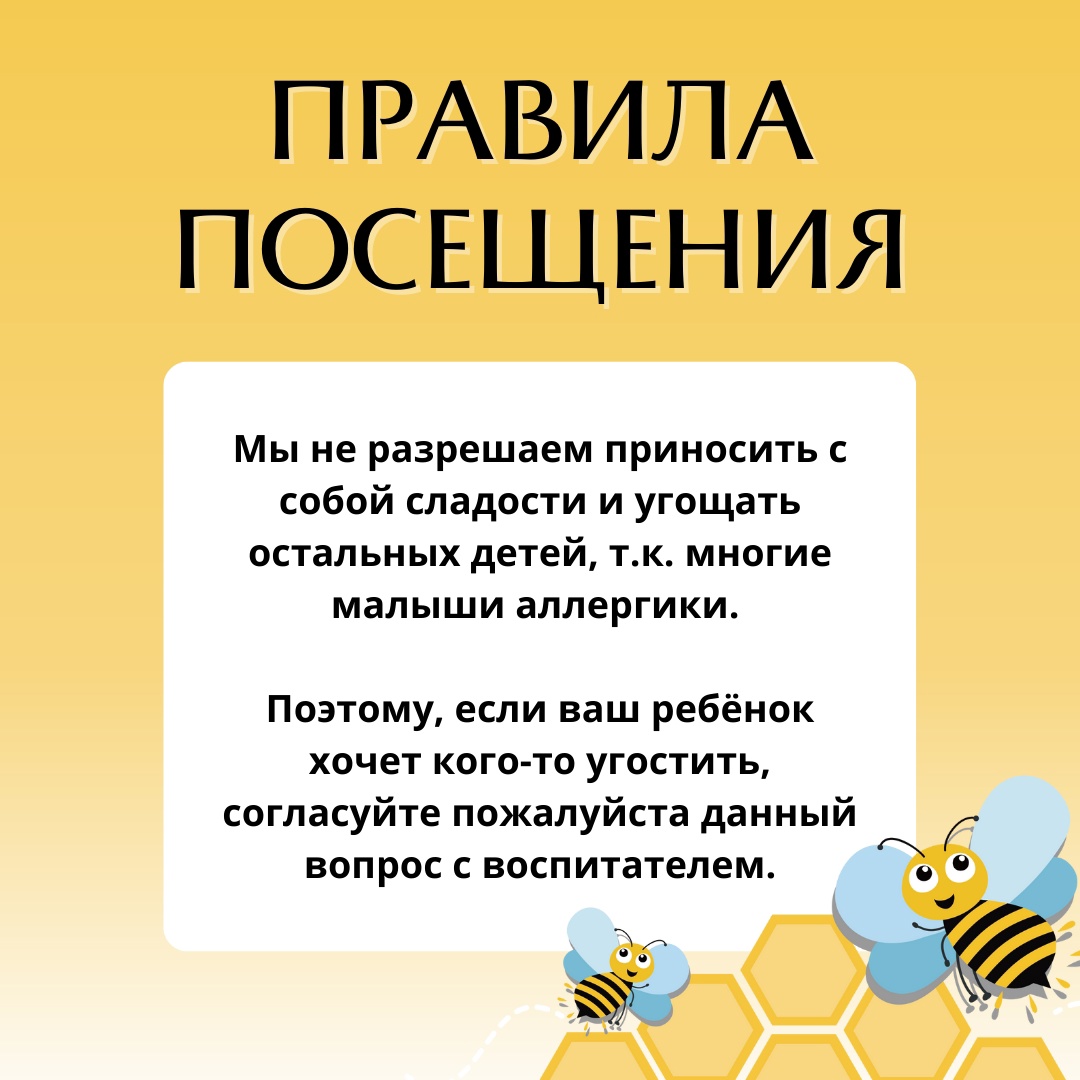 ПРАВИЛА
ПОСЕЩЕНИЯ
Мы не разрешаем приносить с
собой сладости и угощать
остальных детей, т.к. многие
малыши аллергики.
Поэтому, если ваш ребёнок
хочет кого-то угостить,
согласуйте пожалуйста данный
вопрос с воспитателем.